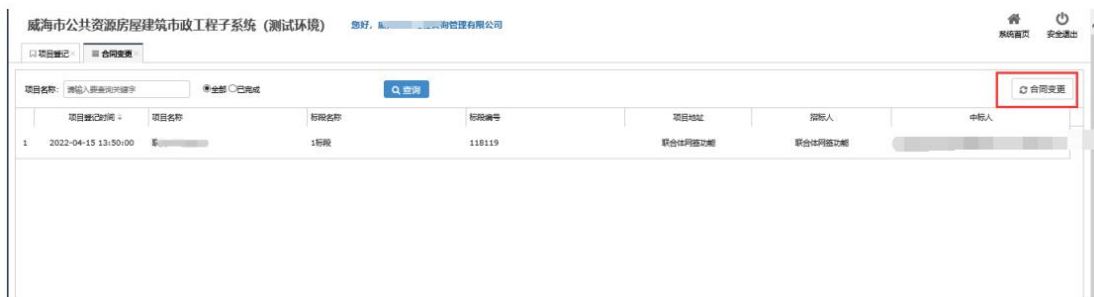 威海市公共资源房屋建筑市政工程子系统（测试环境） 您好， 询管理有限公司
系统首页 安全退出
项目登记 合同变更
项目名称： 请输入要查询关键字 全部 已完成 查询 合同变更
项目登记时间 项目名称 标段名称 标段编号 项目地址 招标人 中标人
1 2022-04-15 13:50:00 1标段 118119 联合体网签功能 联合体网签功能